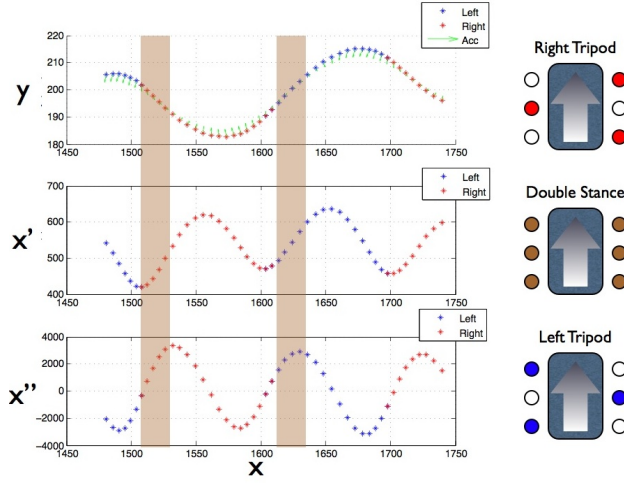 220
210
200
190
180
y
1450
1500
1550
1600
1650
1700
1750
Left
Right
Acc
700
600
500
400
x'
1450
1500
1550
1600
1650
1700
1750
Left
Right
4000
2000
0
−2000
−4000
x''
1450
1500
1550
1600
1650
1700
1750
Left
Right
x
Right Tripod
Double Stance
Left Tripod